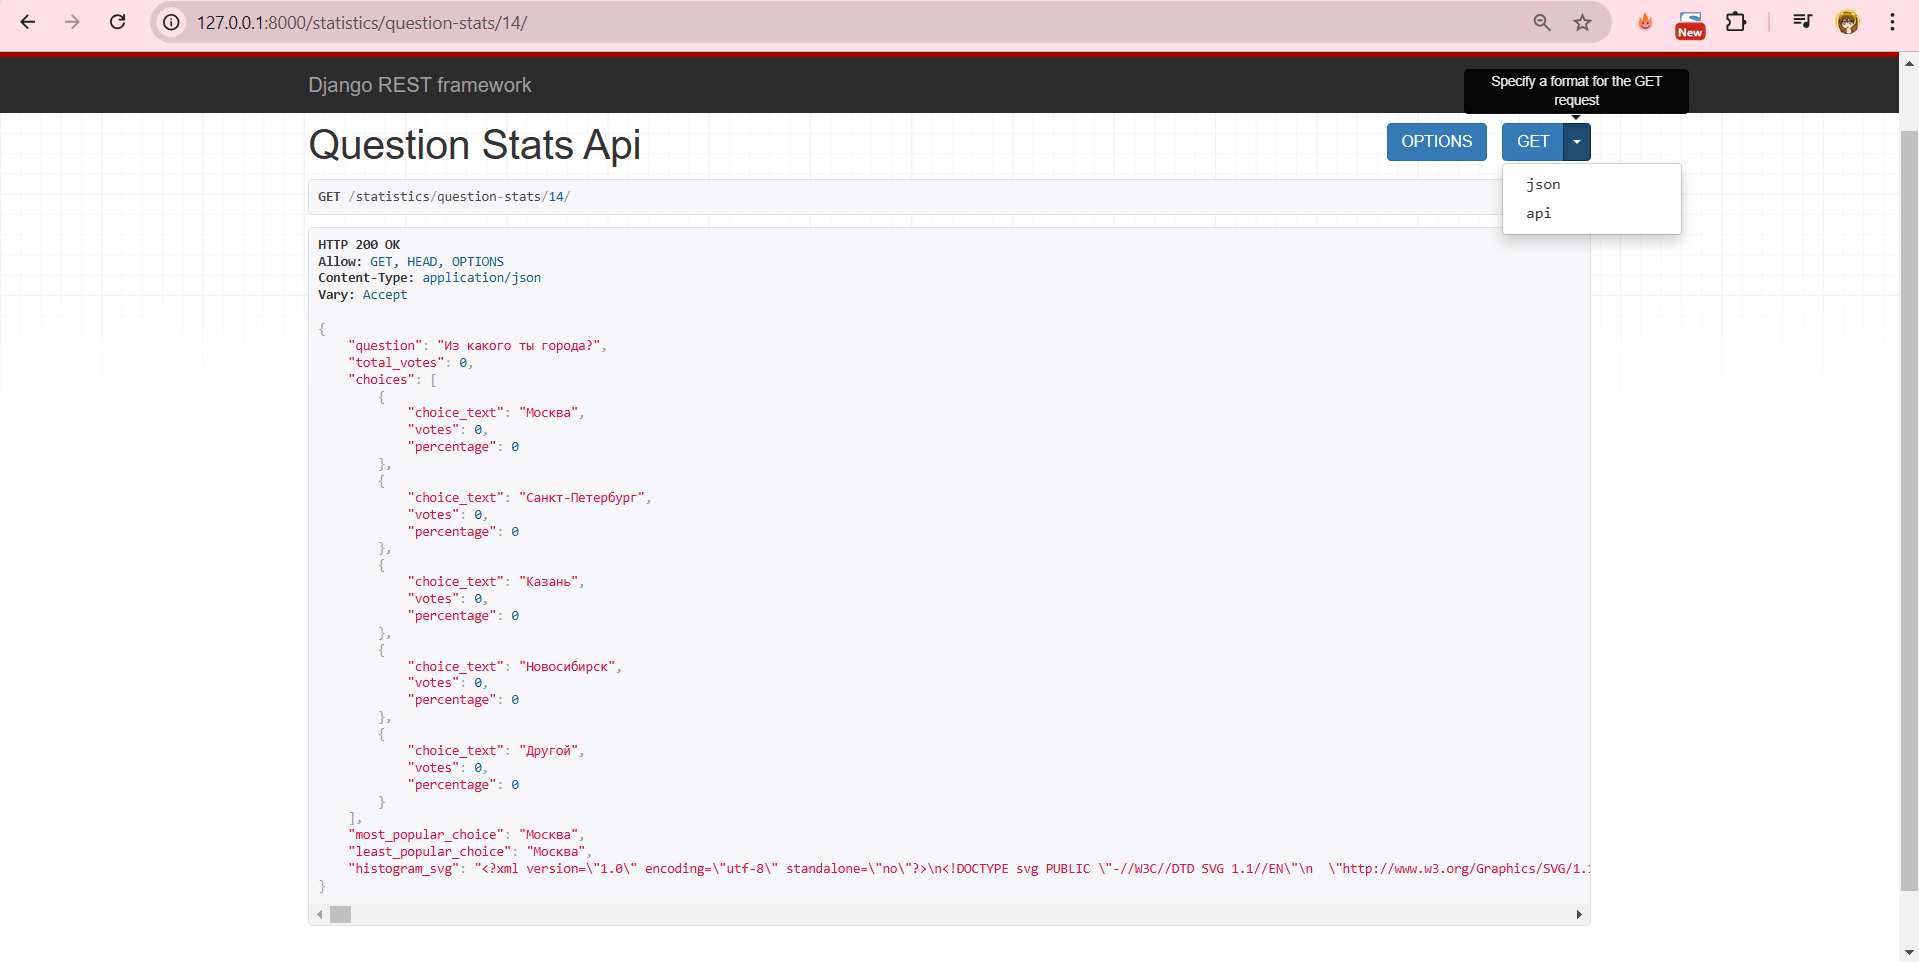 127.0.0.1:8000/statistics/question-stats/14/
New
Django REST framework
Specify a format for the GET
request
Question Stats Api
OPTIONS
GET
json
api
GET /statistics/question-stats/14/
HTTP 200 OK
Allow: GET, HEAD, OPTIONS
Content-Type: application/json
Vary: Accept
{
"question": "Из какого ты города?",
"total_votes": 0,
"choices": [
{
"choice_text": "Москва",
"votes": 0,
"percentage": 0
},
{
"choice_text": "Санкт-Петербург",
"votes": 0,
"percentage": 0
},
{
"choice_text": "Казань",
"votes": 0,
"percentage": 0
},
{
"choice_text": "Новосибирск",
"votes": 0,
"percentage": 0
},
{
"choice_text": "Другой",
"votes": 0,
"percentage": 0
}
],
"most_popular_choice": "Москва",
"least_popular_choice": "Москва",
"histogram_svg": "<?xml version=\"1.0\" encoding=\"utf-8\" standalone=\"no\"?>\n<!DOCTYPE svg PUBLIC \"-//W3C//DTD SVG 1.1//EN\"\n  \"http://www.w3.org/Graphics/SVG/1.1
}